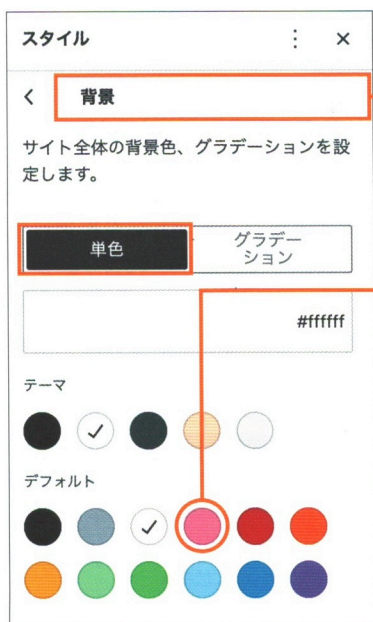 スタイル
背景
サイト全体の背景色、グラデーションを設
定します。
単色
グラデー
ション
#ffffff
テーマ
デフォルト